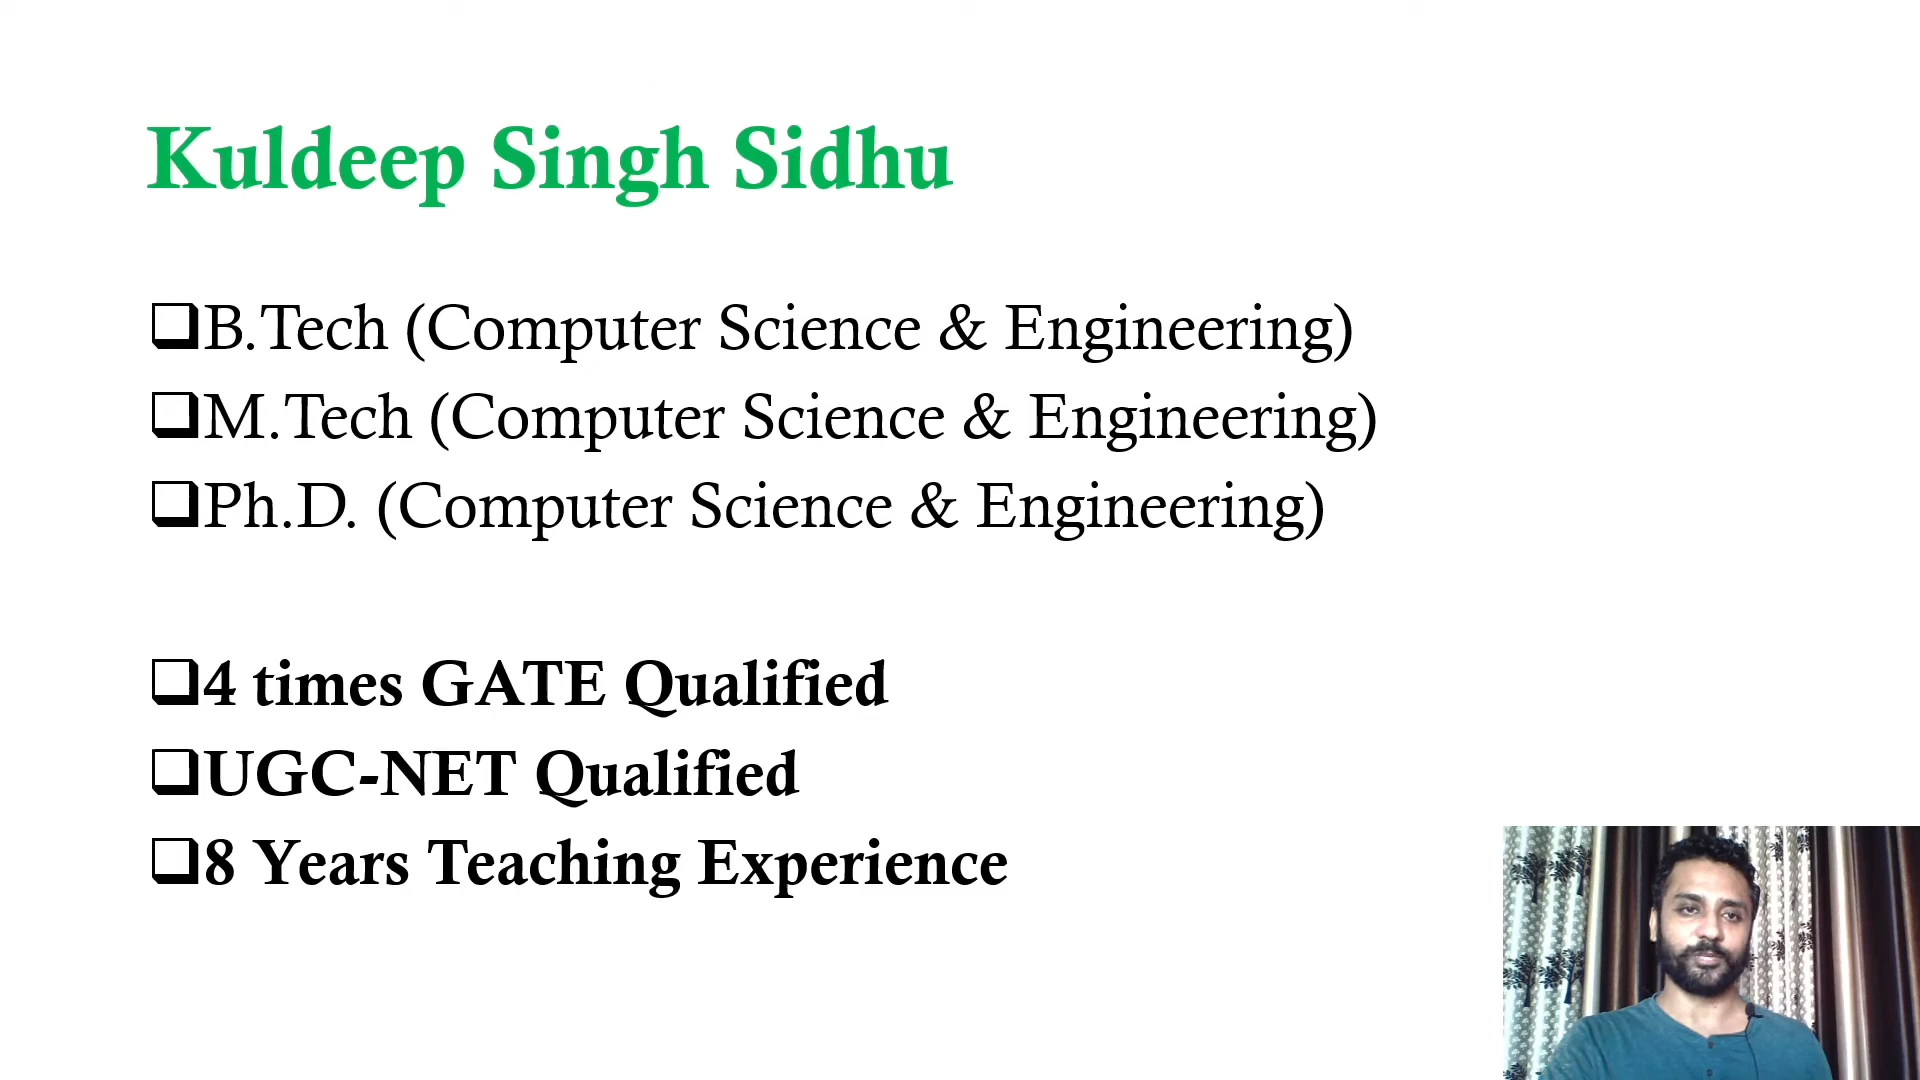 Kuldeep Singh Sidhu
B.Tech (Computer Science & Engineering)
M.Tech (Computer Science & Engineering)
Ph.D. (Computer Science & Engineering)
4 times GATE Qualified
UGC-NET Qualified
8 Years Teaching Experience